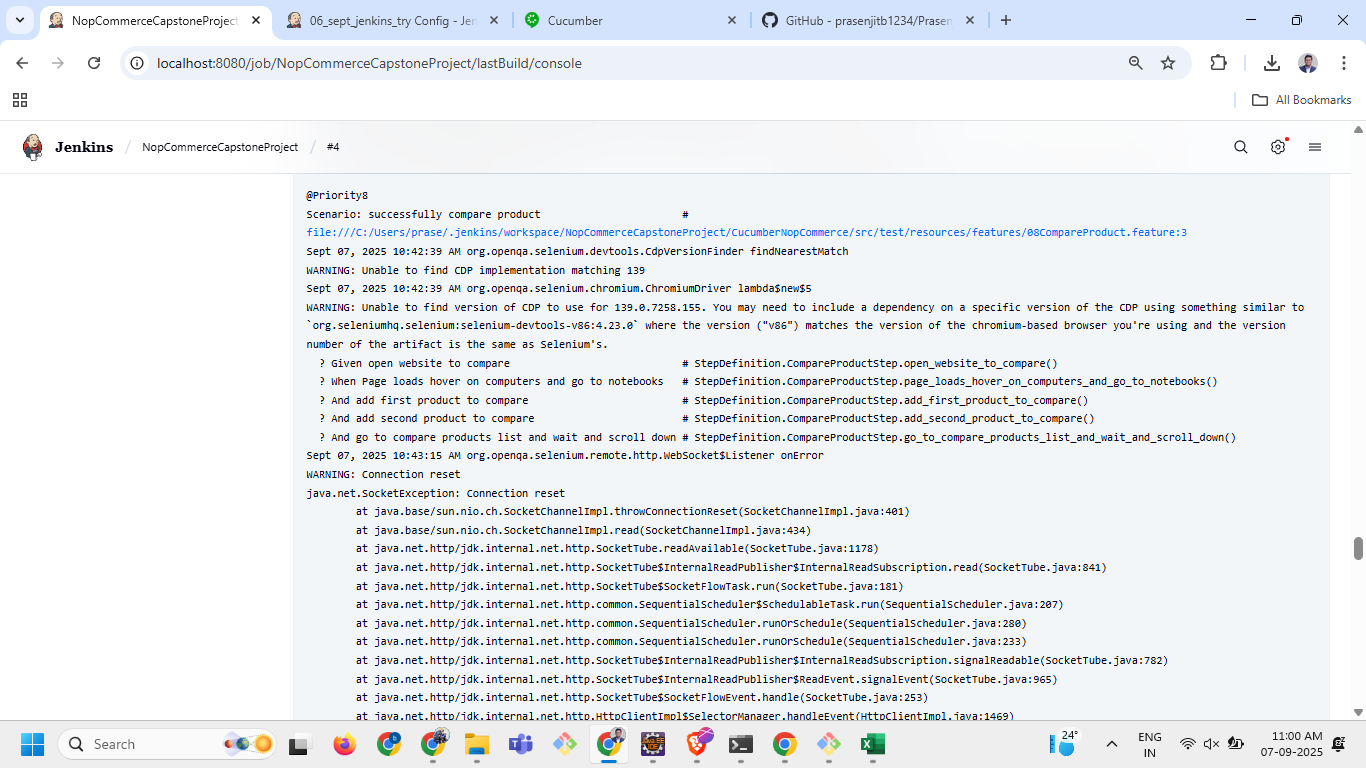 NopCommerceCapstoneProject
06_sept_jenkins_try Config - Jen
Cucumber
GitHub - prasenjitb1234/Prasen
localhost:8080/job/NopCommerceCapstoneProject/lastBuild/console
All Bookmarks
Jenkins / NopCommerceCapstoneProject / #4
@Priority8
Scenario: successfully compare product #
file:///C:/Users/prase/.jenkins/workspace/NopCommerceCapstoneProject/CucumberNopCommerce/src/test/resources/features/08CompareProduct.feature:3
Sept 07, 2025 10:42:39 AM org.openqa.selenium.devtools.CdpVersionFinder findNearestMatch
WARNING: Unable to find CDP implementation matching 139
Sept 07, 2025 10:42:39 AM org.openqa.selenium.chromium.ChromiumDriver lambda$new$5
WARNING: Unable to find version of CDP to use for 139.0.7258.155. You may need to include a dependency on a specific version of the CDP using something similar to
`org.seleniumhq.selenium:selenium-devtools-v86:4.23.0` where the version ("v86") matches the version of the chromium-based browser you're using and the version
number of the artifact is the same as Selenium's.
? Given open website to compare # StepDefinition.CompareProductStep.open_website_to_compare()
? When Page loads hover on computers and go to notebooks # StepDefinition.CompareProductStep.page_loads_hover_on_computers_and_go_to_notebooks()
? And add first product to compare # StepDefinition.CompareProductStep.add_first_product_to_compare()
? And add second product to compare # StepDefinition.CompareProductStep.add_second_product_to_compare()
? And go to compare products list and wait and scroll down # StepDefinition.CompareProductStep.go_to_compare_products_list_and_wait_and_scroll_down()
Sept 07, 2025 10:43:15 AM org.openqa.selenium.remote.http.WebSocket$Listener onError
WARNING: Connection reset
java.net.SocketException: Connection reset
at java.base/sun.nio.ch.SocketChannelImpl.throwConnectionReset(SocketChannelImpl.java:401)
at java.base/sun.nio.ch.SocketChannelImpl.read(SocketChannelImpl.java:434)
at java.net.http/jdk.internal.net.http.SocketTube.readAvailable(SocketTube.java:1178)
at java.net.http/jdk.internal.net.http.SocketTube$InternalReadPublisher$InternalReadSubscription.read(SocketTube.java:841)
at java.net.http/jdk.internal.net.http.SocketTube$SocketFlowTask.run(SocketTube.java:181)
at java.net.http/jdk.internal.net.http.common.SequentialScheduler$SchedulableTask.run(SequentialScheduler.java:207)
at java.net.http/jdk.internal.net.http.common.SequentialScheduler.runOrSchedule(SequentialScheduler.java:280)
at java.net.http/jdk.internal.net.http.common.SequentialScheduler.runOrSchedule(SequentialScheduler.java:233)
at java.net.http/jdk.internal.net.http.SocketTube$InternalReadPublisher$InternalReadSubscription.signalReadable(SocketTube.java:782)
at java.net.http/jdk.internal.net.http.SocketTube$InternalReadPublisher$ReadEvent.signalEvent(SocketTube.java:965)
at java.net.http/jdk.internal.net.http.SocketTube$SocketFlowEvent.handle(SocketTube.java:253)
at java.net.http/jdk.internal.net.http.HttpClientImpl$SelectorManager.handleEvent(HttpClientImpl.java:1469)
Search
24°
ENG
IN
11:00 AM
07-09-2025